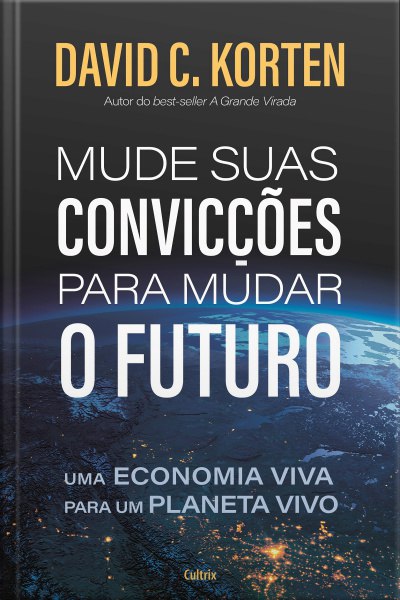 DAVID C. KORTEN
Autor do best-seller A Grande Virada
MUDE SUAS
CONVICÇÕES
PARA MUDAR
O FUTURO
UMA ECONOMIA VIVA
PARA UM PLANETA VIVO
Cultrix